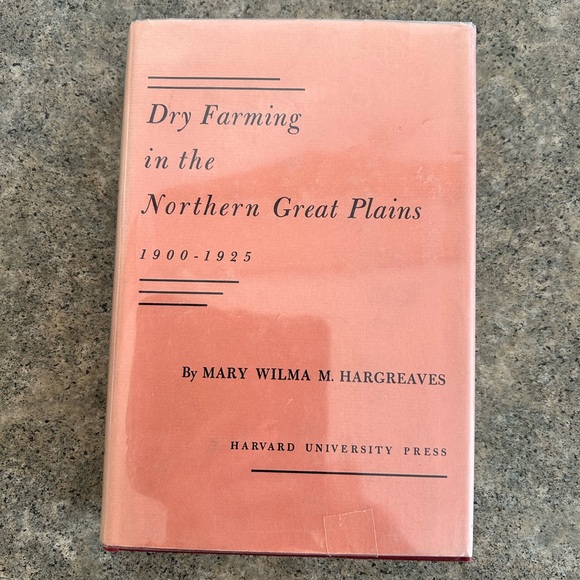 Dry Farming
in the
Northern Great Plains
1900-1925
By MARY WILMA M. HARGREAVES
HARVARD UNIVERSITY PRESS